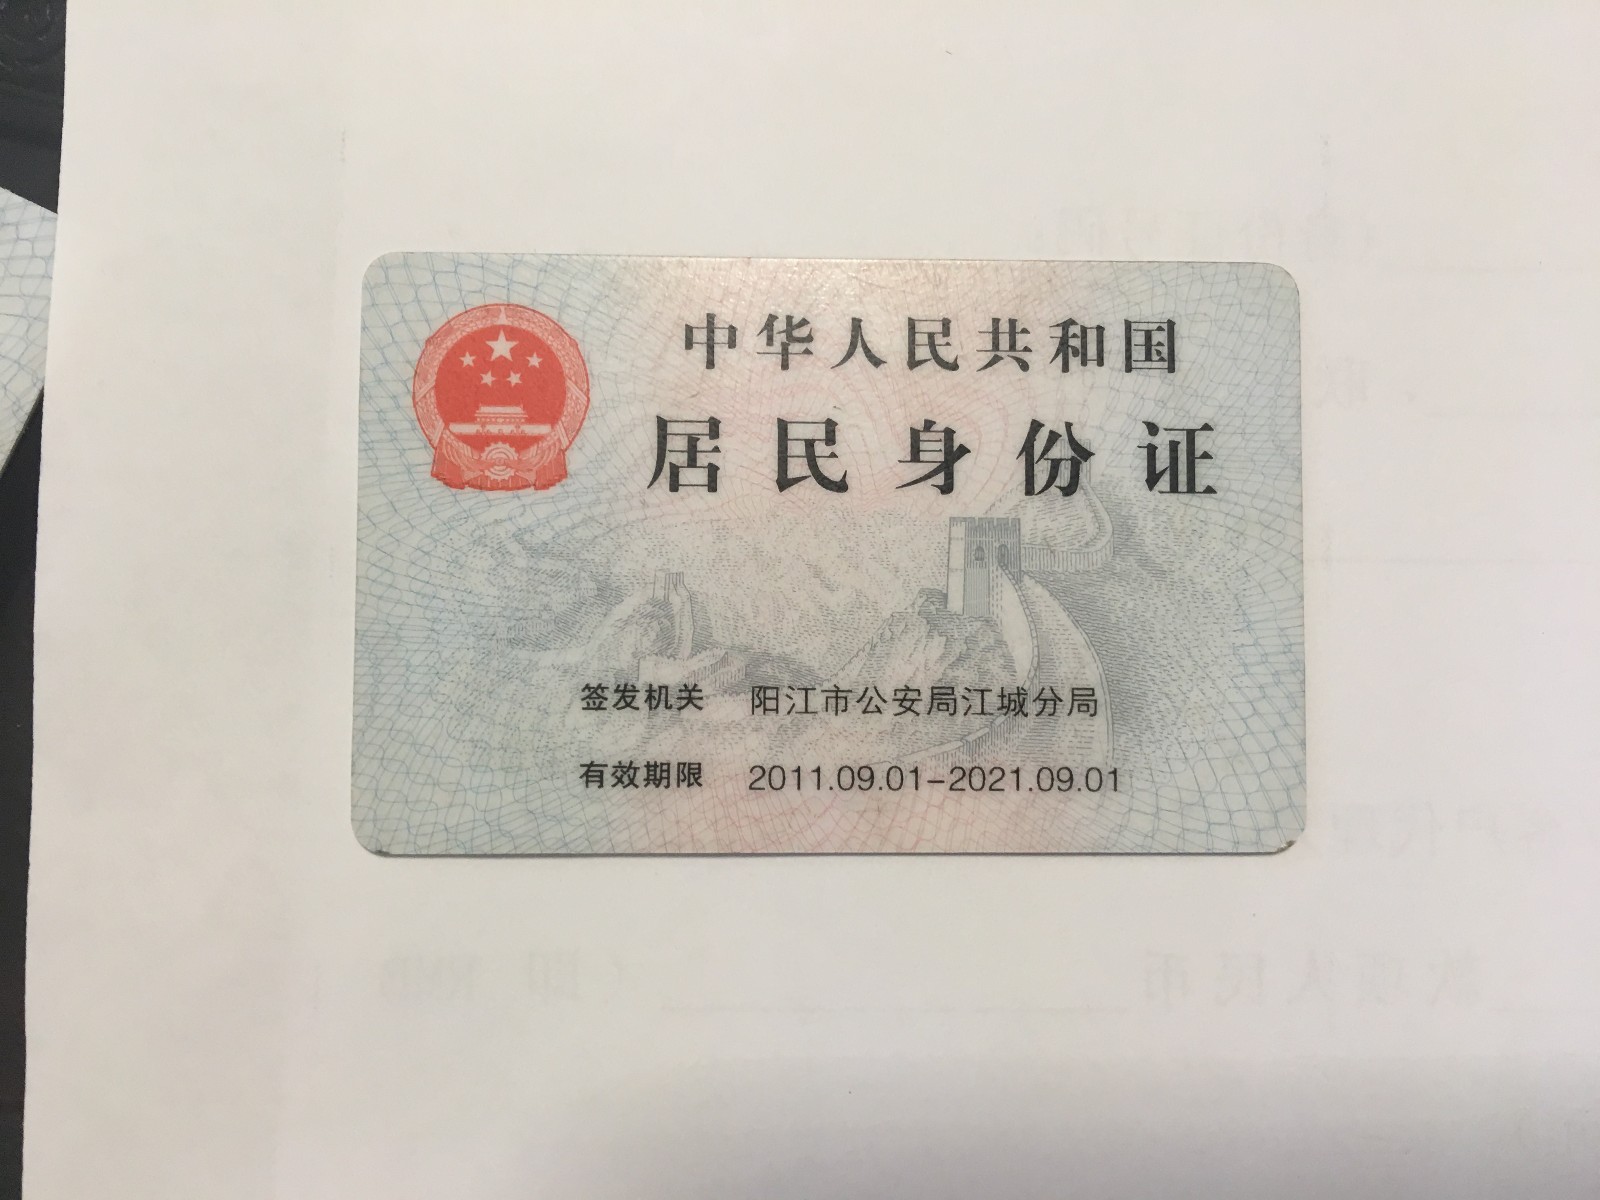 中华人民共和国
居民身份证
签发机关 阳江市公安局江城分局
有效期限 2011.09.01-2021.09.01